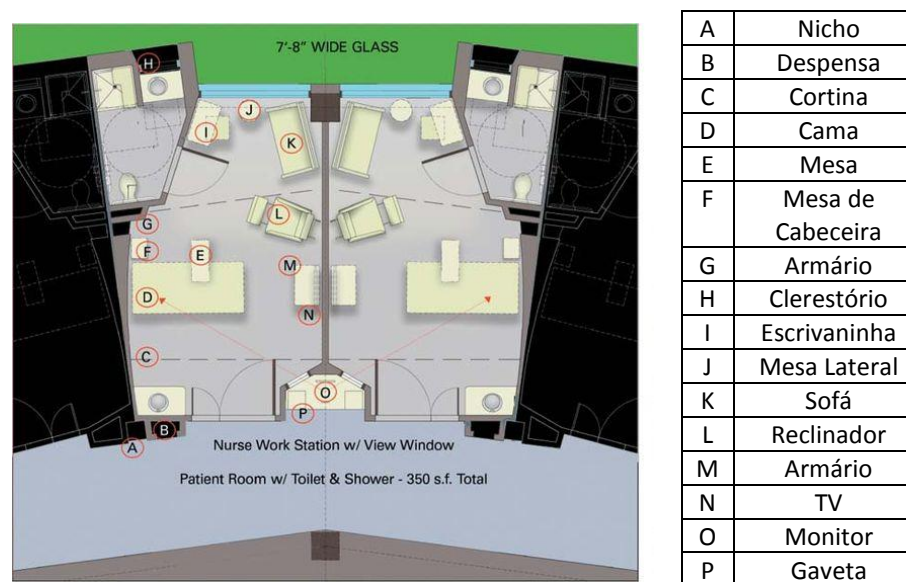 7'-8" WIDE GLASS
H
J
I
K
L
G
F
E
M
D
N
C
O
P
B
A
Nurse Work Station w/ View Window
Patient Room w/ Toilet & Shower - 350 s.f. Total
A Nicho
B Despensa
C Cortina
D Cama
E Mesa
F Mesa de
Cabeceira
G Armário
H Clerestório
I Escrivaninha
J Mesa Lateral
K Sofá
L Reclinador
M Armário
N TV
O Monitor
P Gaveta